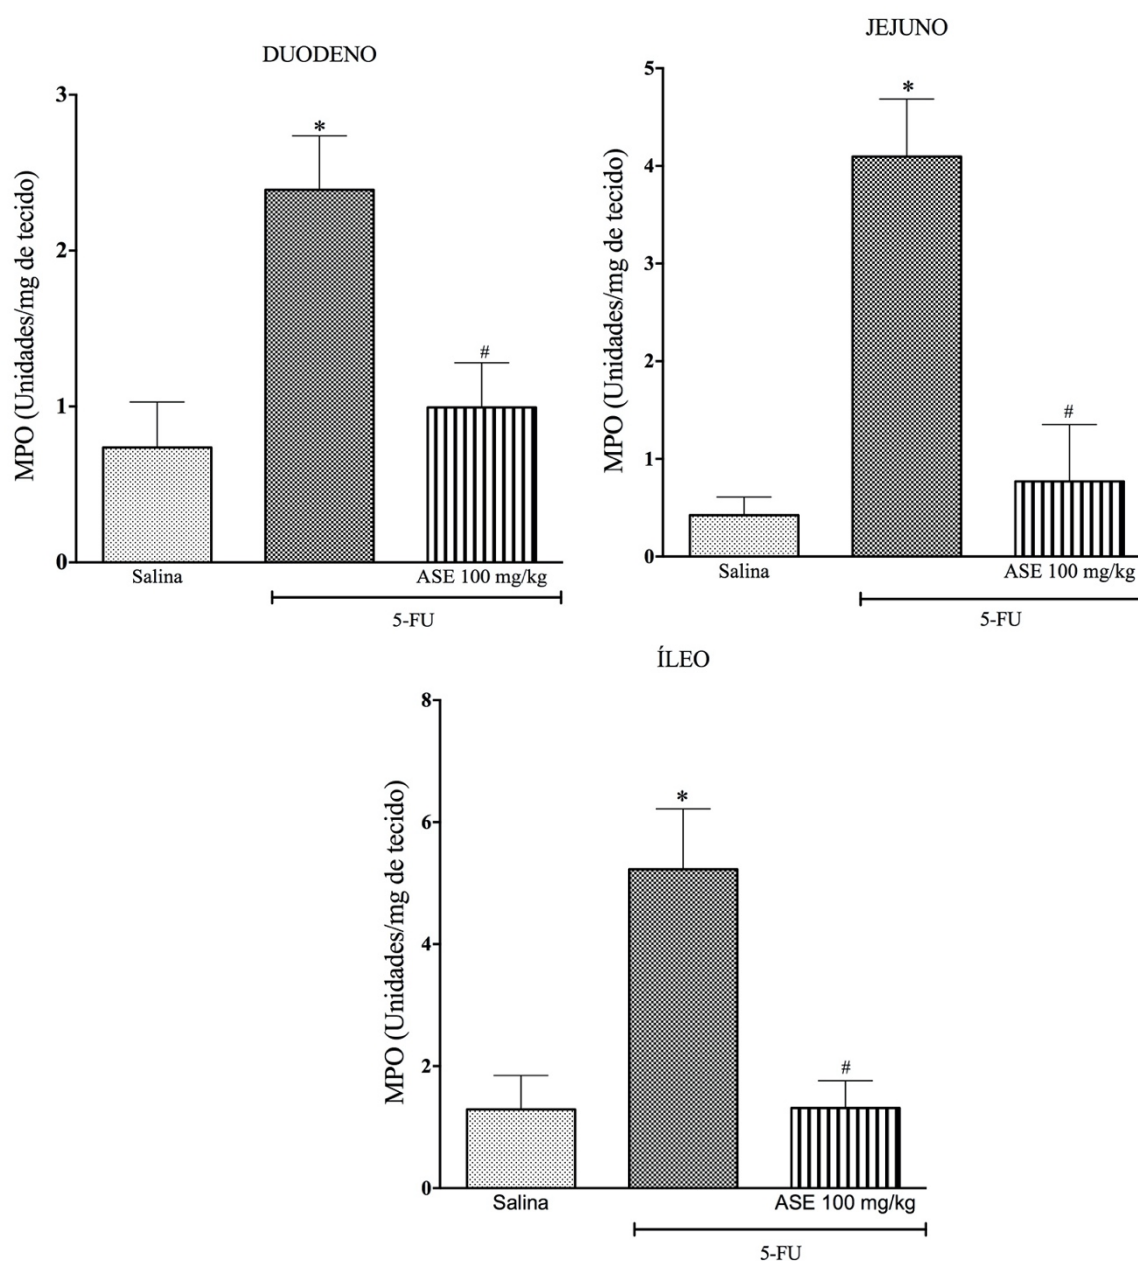 DUODENO
MPO (Unidades/mg de tecido)
3
2
1
0
*
#
Salina
ASE 100 mg/kg
5-FU
JEJUNO
MPO (Unidades/mg de tecido)
5
4
3
2
1
0
*
#
Salina
ASE 100 mg/kg
5-FU
ÍLEO
MPO (Unidades/mg de tecido)
8
6
4
2
0
*
#
Salina
ASE 100 mg/kg
5-FU